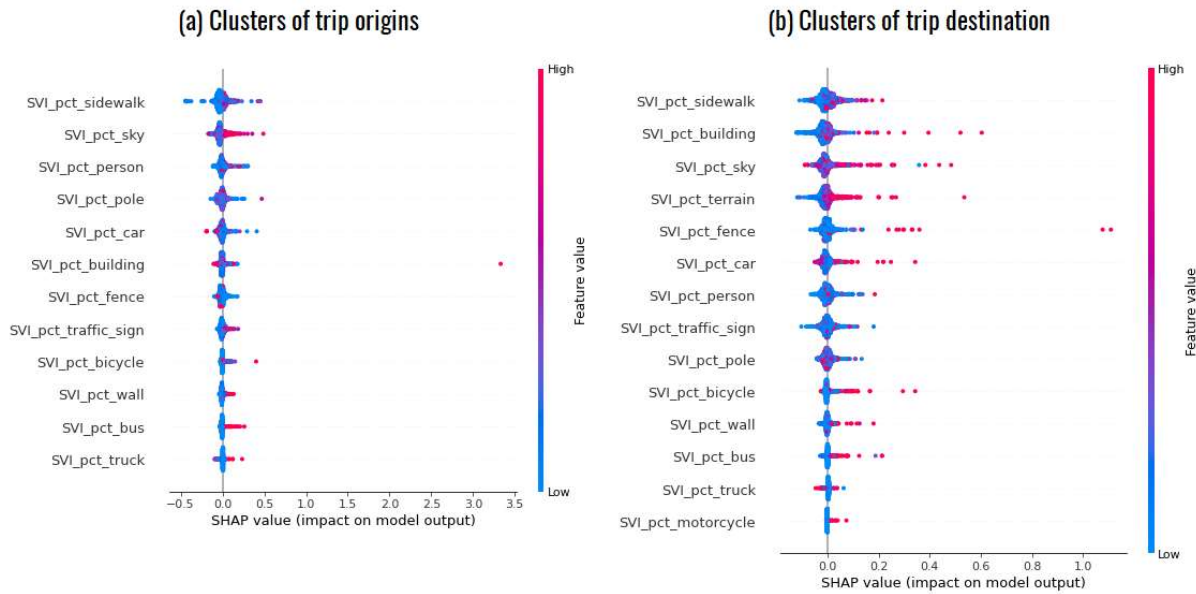 (a) Clusters of trip origins
High
SVI_pct_sidewalk
SVI_pct_sky
SVI_pct_person
SVI_pct_pole
SVI_pct_car
SVI_pct_building
SVI_pct_fence
SVI_pct_traffic_sign
SVI_pct_bicycle
SVI_pct_wall
SVI_pct_bus
SVI_pct_truck
Feature value
Low
−0.5 0.0 0.5 1.0 1.5 2.0 2.5 3.0 3.5
SHAP value (impact on model output)
(b) Clusters of trip destination
High
SVI_pct_sidewalk
SVI_pct_building
SVI_pct_sky
SVI_pct_terrain
SVI_pct_fence
SVI_pct_car
SVI_pct_person
SVI_pct_traffic_sign
SVI_pct_pole
SVI_pct_bicycle
SVI_pct_wall
SVI_pct_bus
SVI_pct_truck
SVI_pct_motorcycle
Feature value
Low
0.0 0.2 0.4 0.6 0.8 1.0
SHAP value (impact on model output)